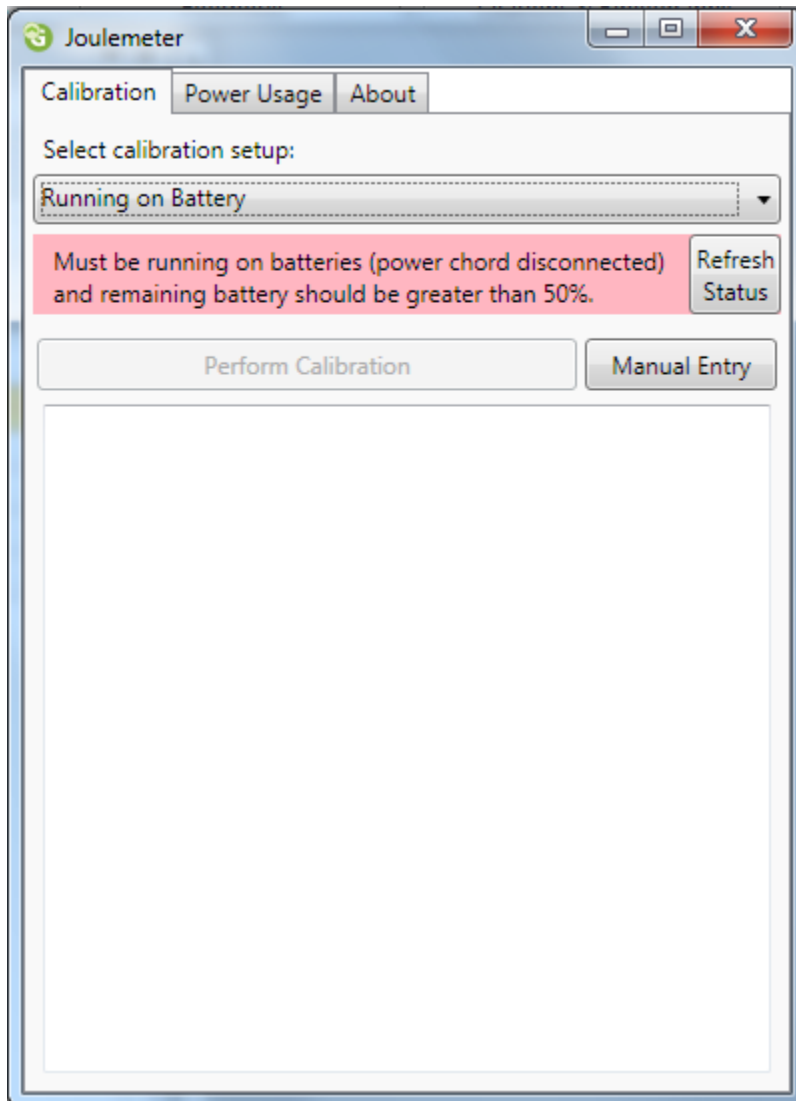 Joulemeter
Calibration
Power Usage
About
Select calibration setup:
Running on Battery
Must be running on batteries (power chord disconnected)
and remaining battery should be greater than 50%.
Refresh
Status
Perform Calibration
Manual Entry